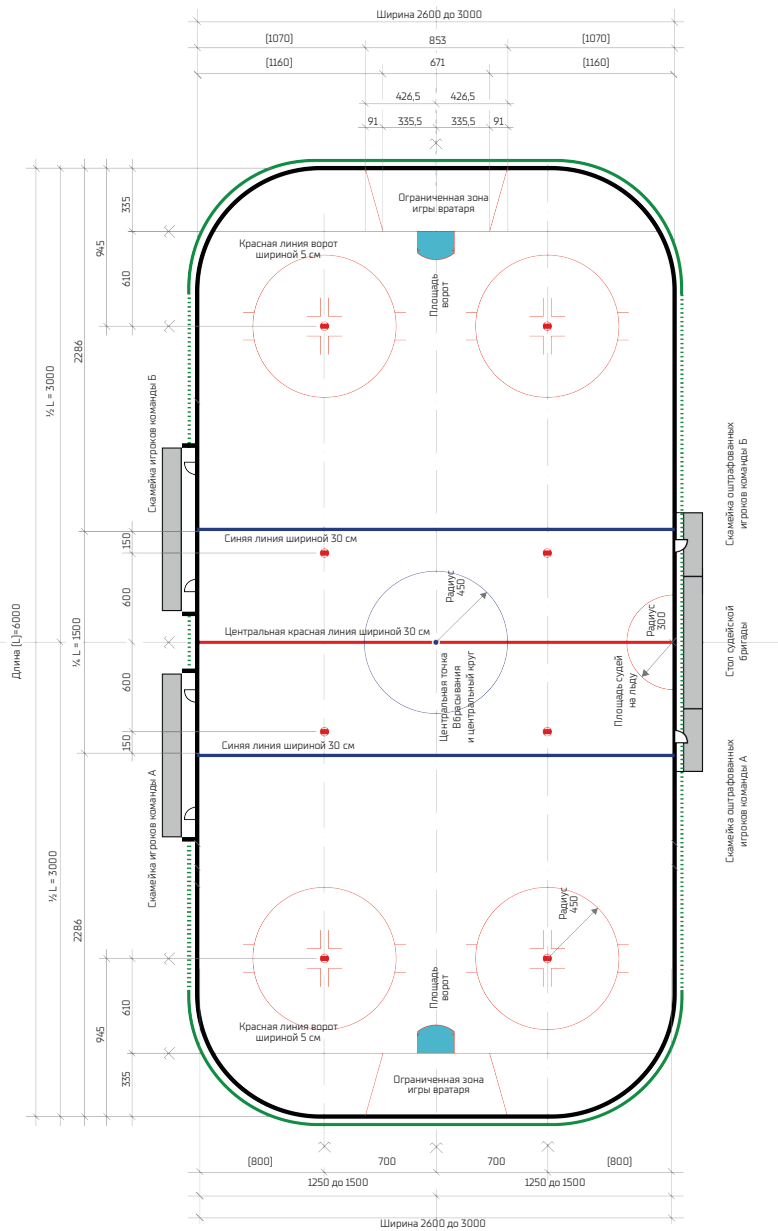 Ширина 2600 до 3000
(1070)
853
(1070)
(1160)
671
(1160)
426,5
426,5
91
335,5
335,5
91
Ограниченная зона
игры вратаря
335
945
610
Красная линия ворот
шириной 5 см
Площадь
ворот
2286
½ L = 3000
Скамейка игроков команды Б
Скамейка оштрафованных
игроков команды Б
150
Синяя линия шириной 30 см
600
Радиус
450
Радиус
300
Длина (L)=6000
¼ L = 1500
Центральная красная линия шириной 30 см
Стол судейской
бригады
600
Центральная точка
Вбрасывания
и центральный круг
Площадь судей
на льду
150
Синяя линия шириной 30 см
Скамейка игроков команды А
Скамейка оштрафованных
игроков команды А
½ L = 3000
2286
Радиус
450
610
945
Площадь
ворот
Красная линия ворот
шириной 5 см
335
Ограниченная зона
игры вратаря
(800)
700
700
(800)
1250 до 1500
1250 до 1500
Ширина 2600 до 3000